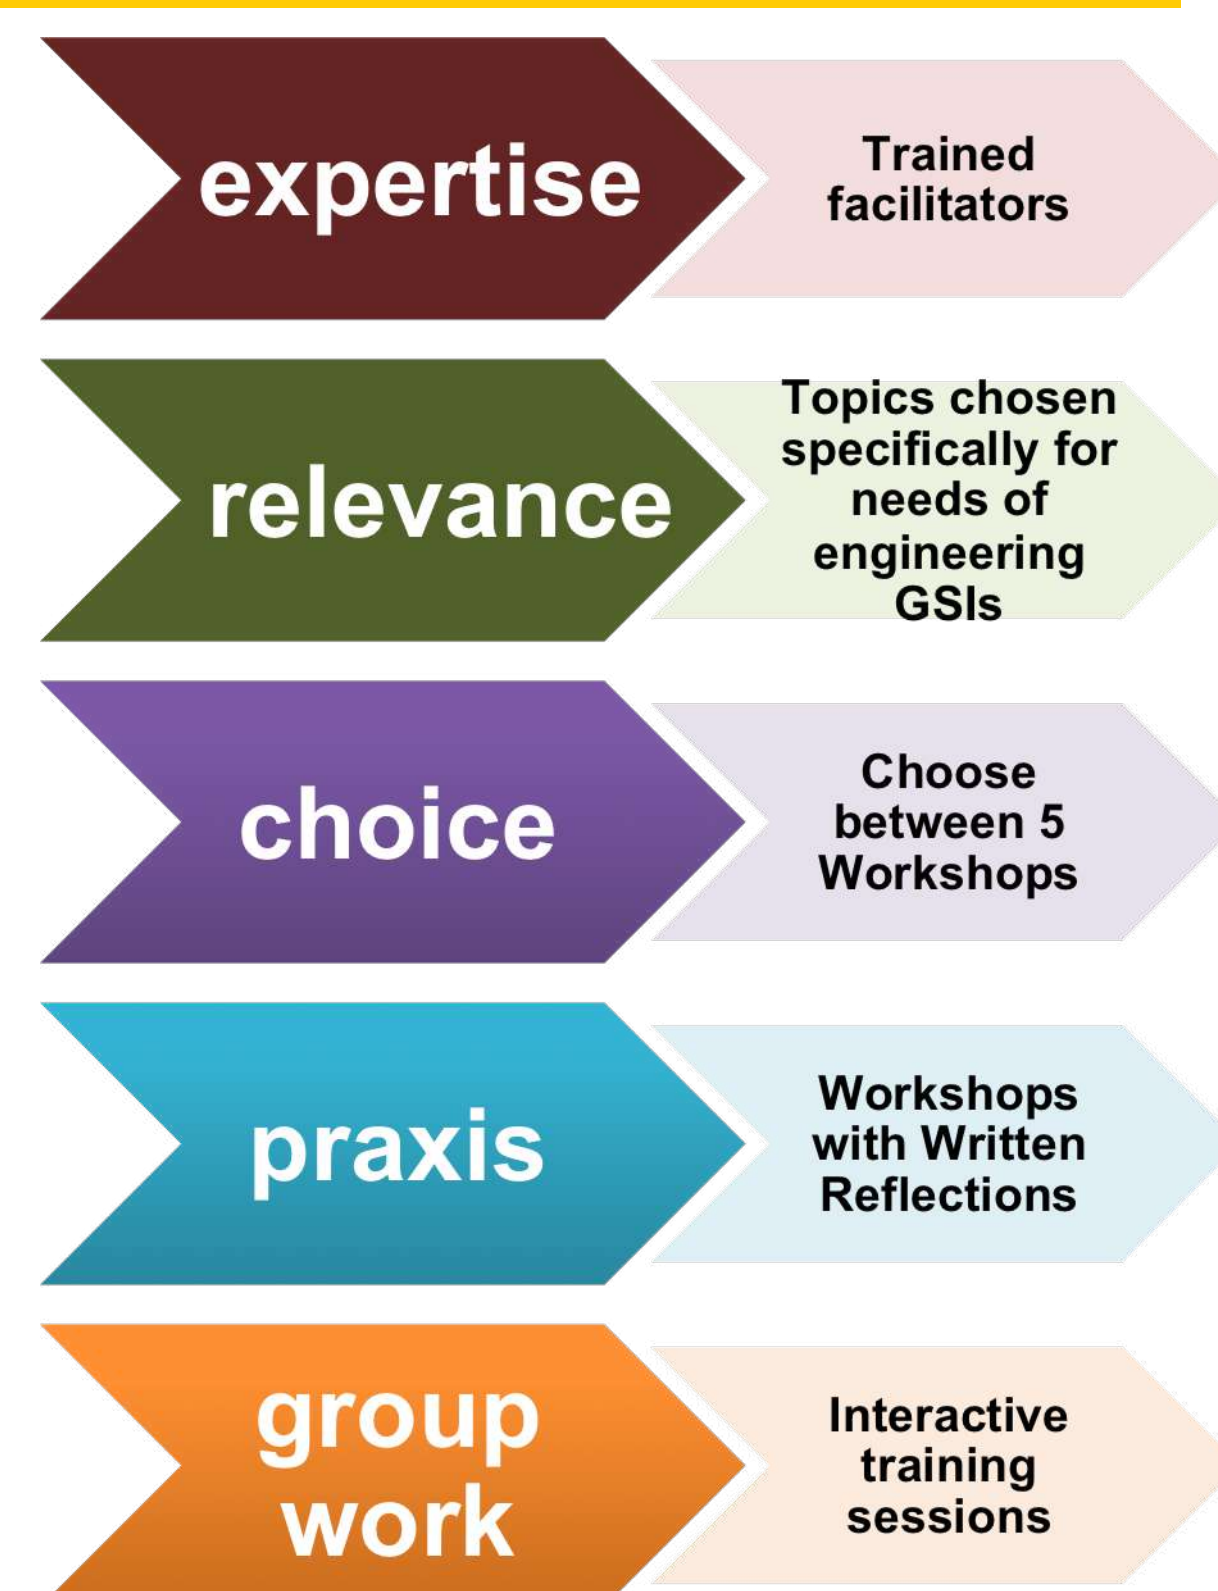 expertise
Trained
facilitators
relevance
Topics chosen
specifically for
needs of
engineering
GSIs
choice
Choose
between 5
Workshops
praxis
Workshops
with Written
Reflections
group
work
Interactive
training
sessions